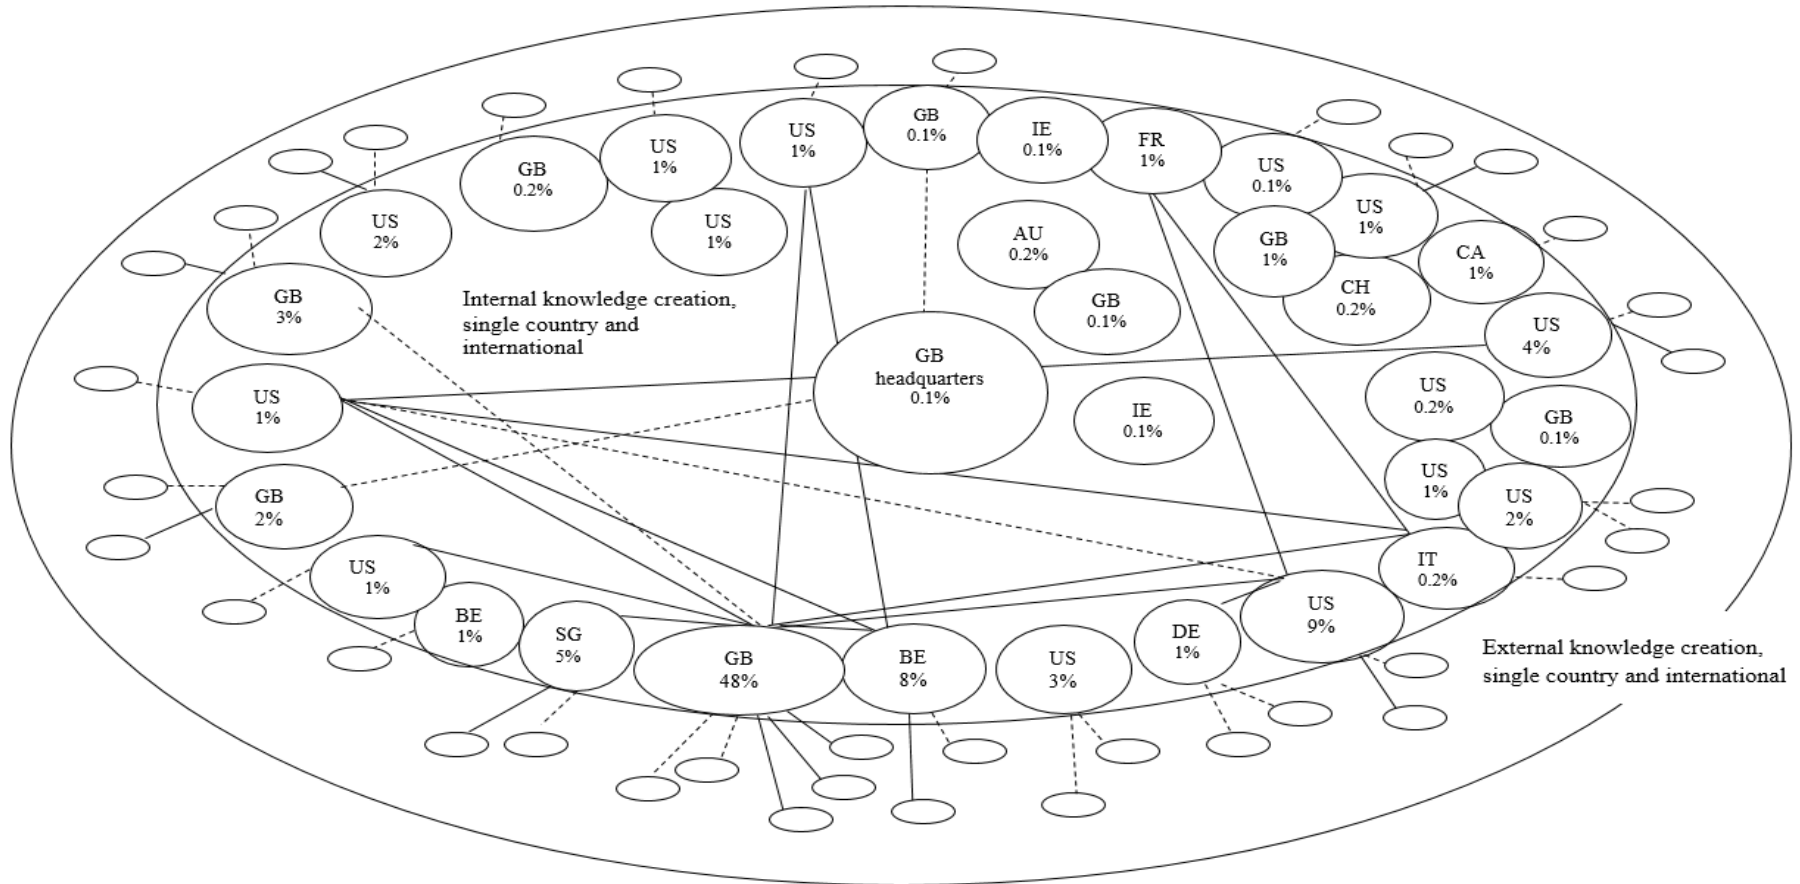 US
1%
GB
0.1%
IE
0.1%
FR
1%
US
1%
GB
0.2%
US
0.1%
US
1%
US
2%
US
1%
AU
0.2%
GB
1%
CA
1%
CH
0.2%
GB
3%
Internal knowledge creation,
single country and
international
GB
0.1%
US
4%
GB
headquarters
0.1%
US
1%
IE
0.1%
US
0.2%
GB
0.1%
GB
2%
US
1%
US
2%
US
1%
IT
0.2%
BE
1%
SG
5%
GB
48%
BE
8%
US
3%
DE
1%
US
9%
External knowledge creation,
single country and international